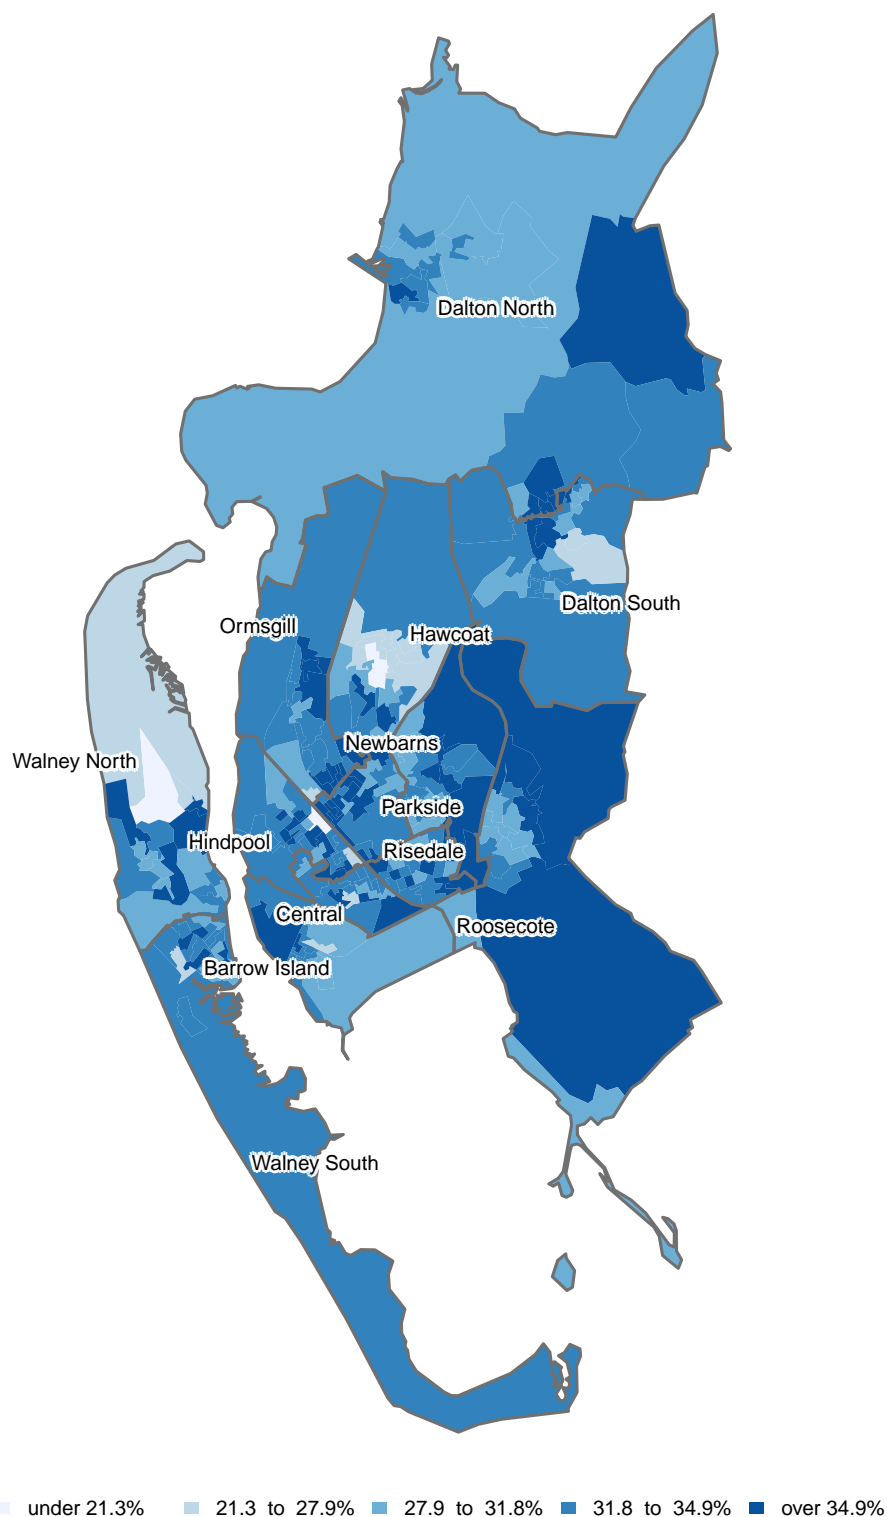 Dalton North
Dalton South
Ormsgill
Hawcoat
Newbarns
Walney North
Parkside
Hindpool
Risedale
Central
Roosecote
Barrow Island
Walney South
under 21.3%
21.3 to 27.9%
27.9 to 31.8%
31.8 to 34.9%
over 34.9%